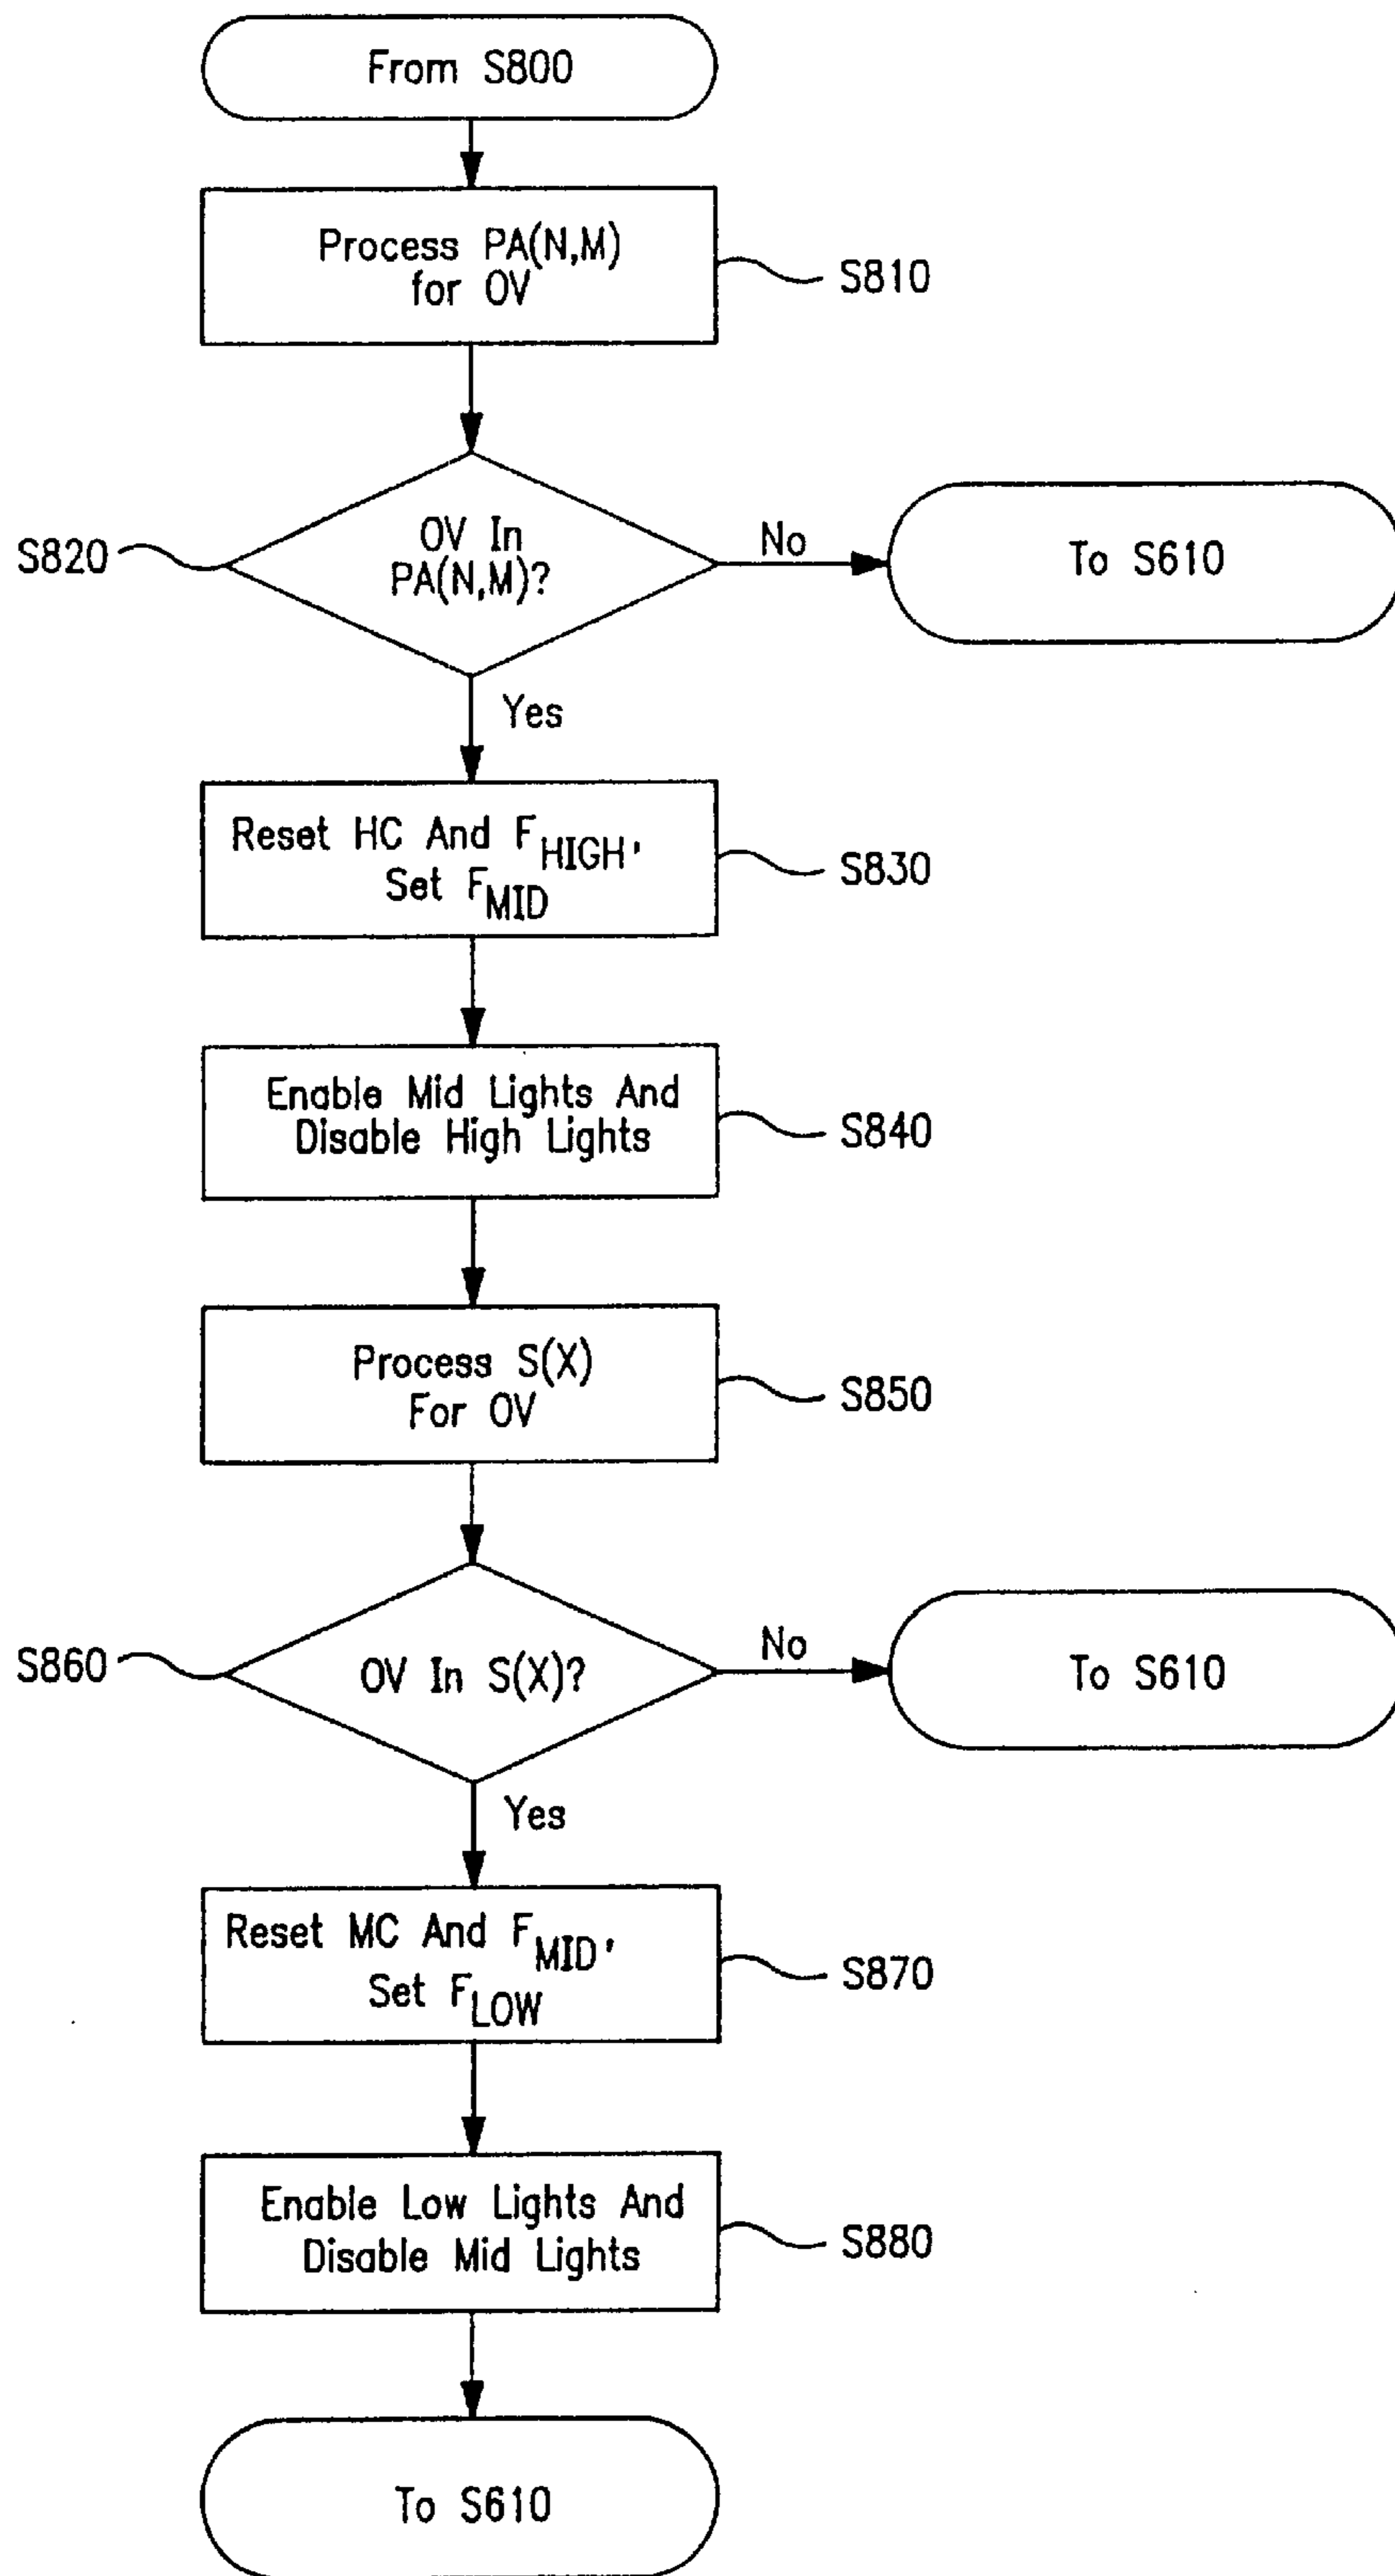 From S800
Process PA(N,M)
for OV
S810
S820
OV In
PA(N,M)?
No
To S610
Yes
Reset HC And FHIGH,
Set FMID
S830
Enable Mid Lights And
Disable High Lights
S840
Process S(X)
For OV
S850
S860
OV In S(X)?
No
To S610
Yes
Reset MC And FMID,
Set FLOW
S870
Enable Low Lights And
Disable Mid Lights
S880
To S610